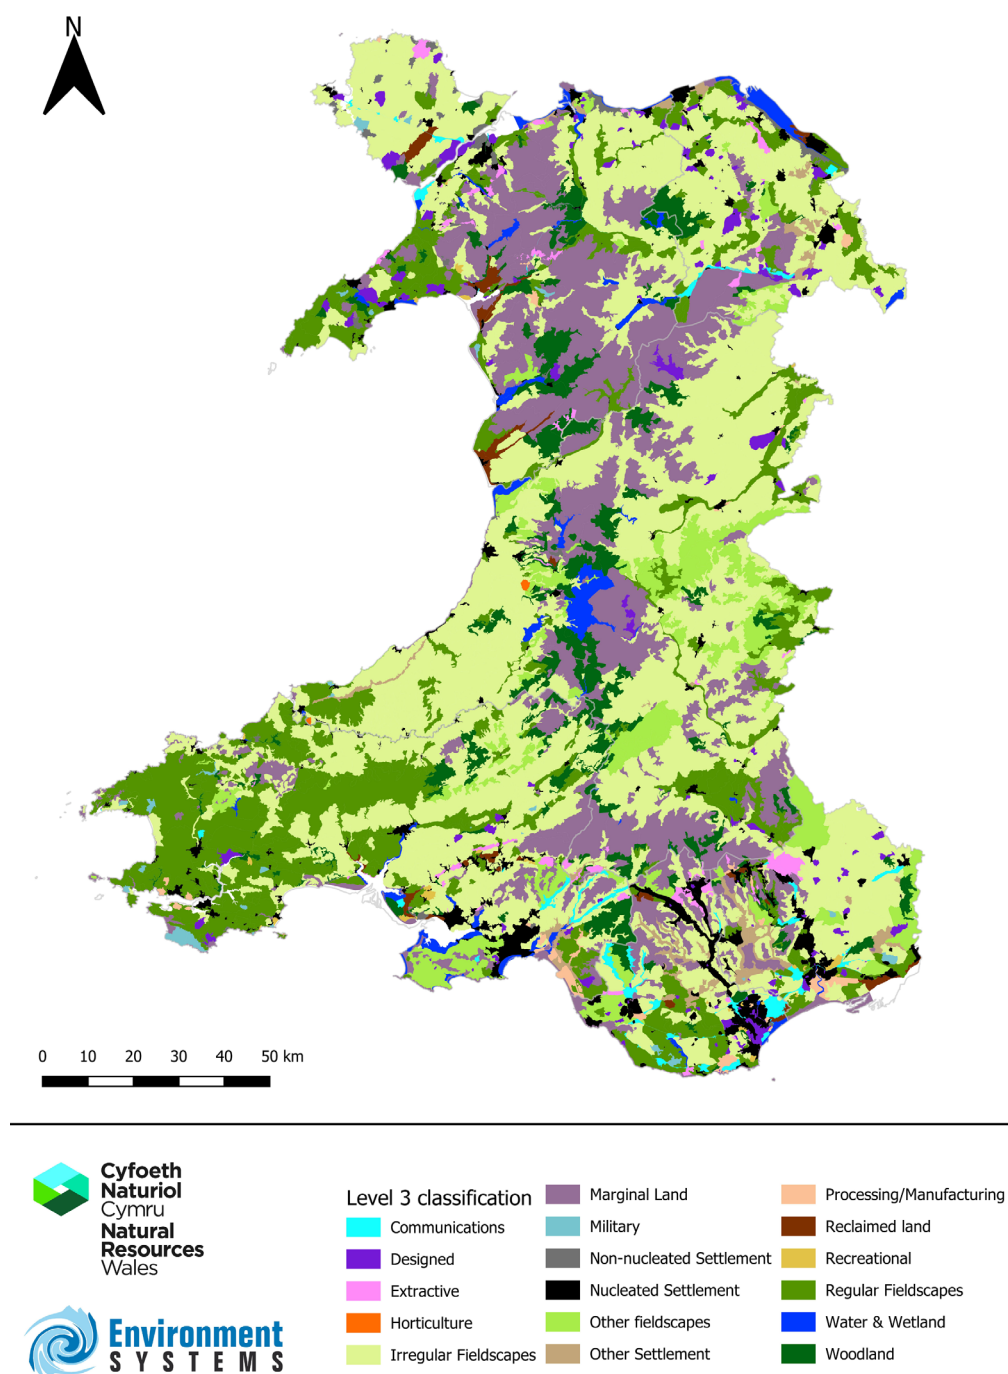 N
0 10 20 30 40 50 km
Cyfoeth
Naturiol
Cymru
Natural
Resources
Wales
Environment
SYSTEMS
Level 3 classification
Communications
Designed
Extractive
Horticulture
Irregular Fieldscapes
Marginal Land
Military
Non-nucleated Settlement
Nucleated Settlement
Other fieldscapes
Other Settlement
Processing/Manufacturing
Reclaimed land
Recreational
Regular Fieldscapes
Water & Wetland
Woodland